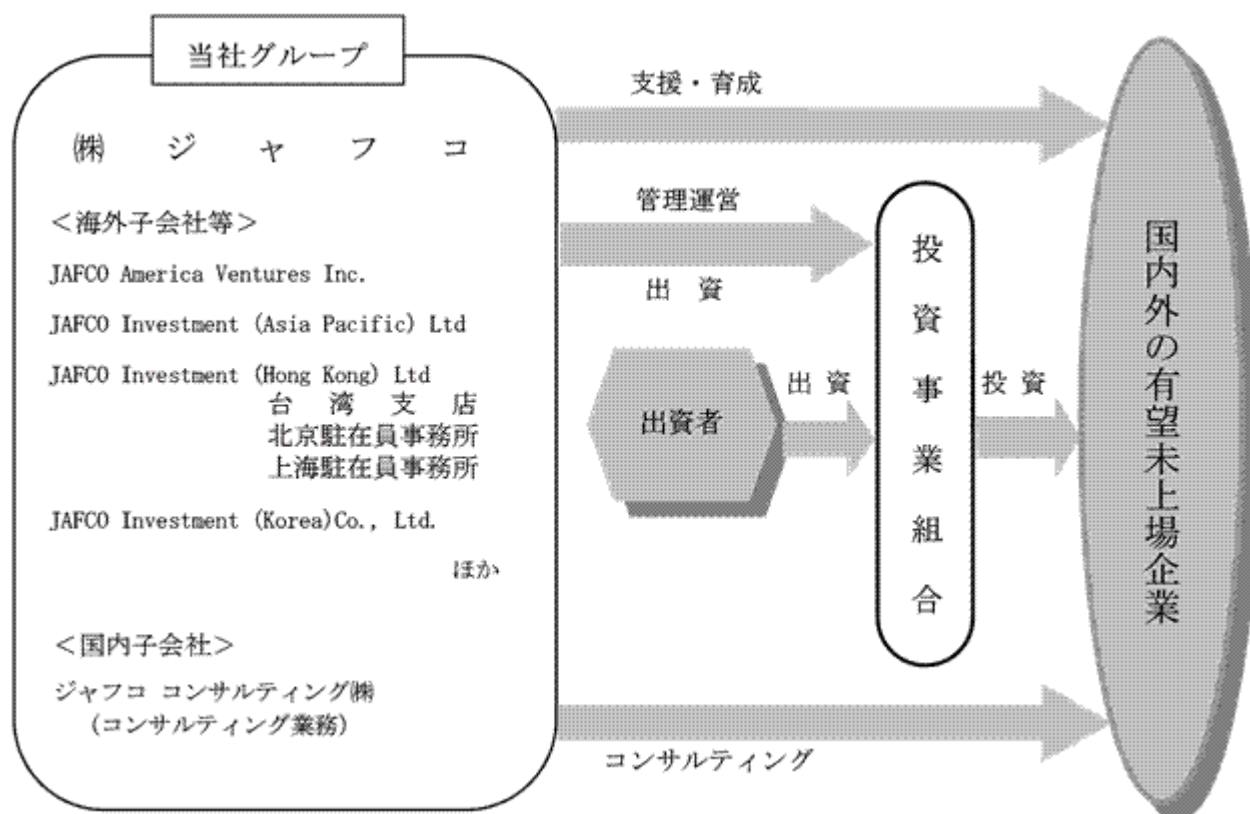 当社グループ
㈱ジャフコ
＜海外子会社等＞
JAFCO America Ventures Inc.
JAFCO Investment (Asia Pacific) Ltd
JAFCO Investment (Hong Kong) Ltd
台湾支店
北京駐在員事務所
上海駐在員事務所
JAFCO Investment (Korea)Co., Ltd.
ほか
＜国内子会社＞
ジャフコ コンサルティング㈱
(コンサルティング業務)
支援・育成
管理運営
出資
出資者
出資
投資事業組合
投資
コンサルティング
国内外の有望未上場企業